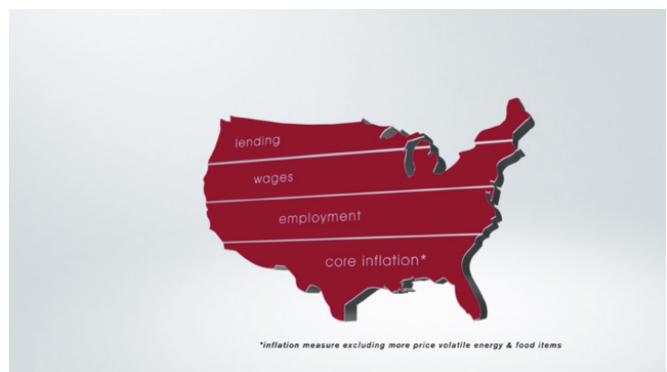 lending
wages
employment
core inflation*
*inflation measure excluding more price volatile energy & food items